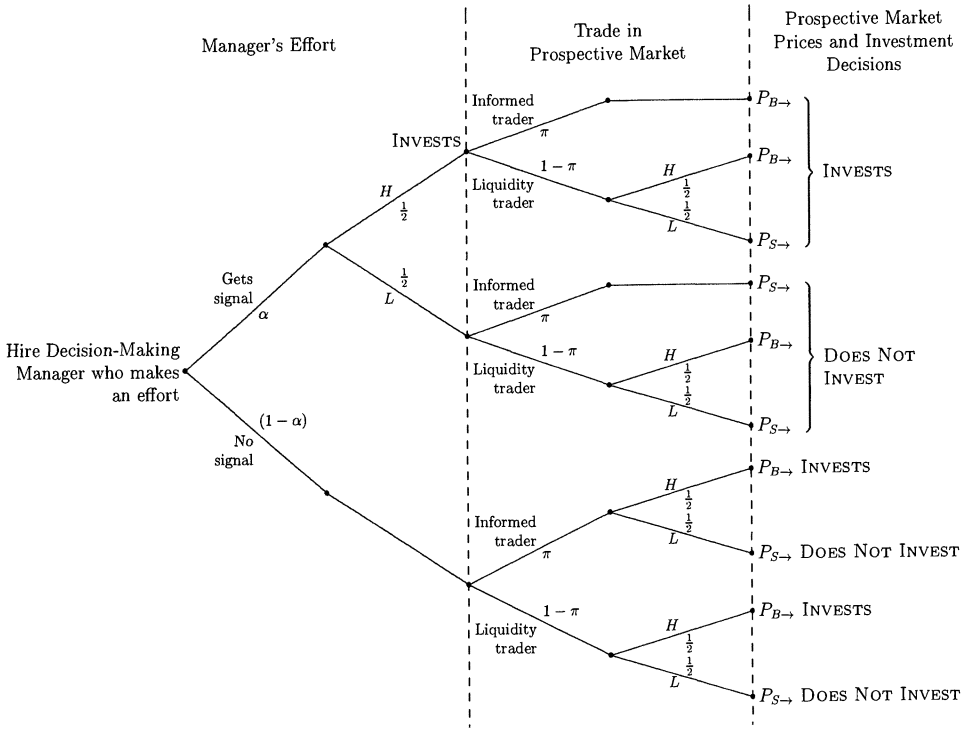 Manager's Effort
Trade in
Prospective Market
Prospective Market
Prices and Investment
Decisions
Informed
trader
π
P_{B→}
INVESTS
1 − π
Liquidity
trader
H
1/2
P_{B→}
1/2
L
P_{S→}
INVESTS
H
1/2
Gets
signal
α
1/2
L
Informed
trader
π
P_{S→}
1 − π
Liquidity
trader
H
1/2
P_{B→}
1/2
L
P_{S→}
DOES NOT
INVEST
Hire Decision-Making
Manager who makes
an effort
(1 − α)
No
signal
Informed
trader
π
H
1/2
P_{B→} INVESTS
1/2
L
P_{S→} DOES NOT INVEST
1 − π
Liquidity
trader
H
1/2
P_{B→} INVESTS
1/2
L
P_{S→} DOES NOT INVEST